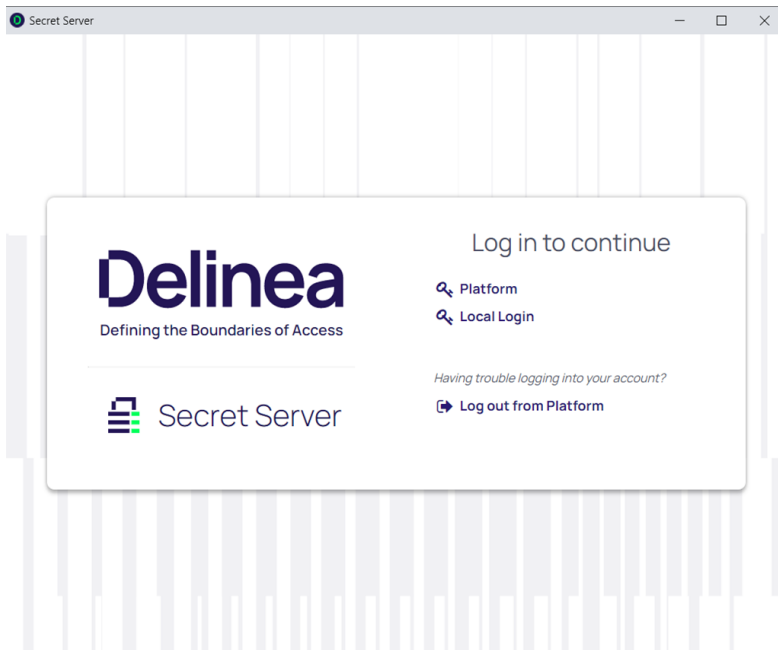 Secret Server
Delinea
Defining the Boundaries of Access
Secret Server
Log in to continue
Platform
Local Login
Having trouble logging into your account?
Log out from Platform